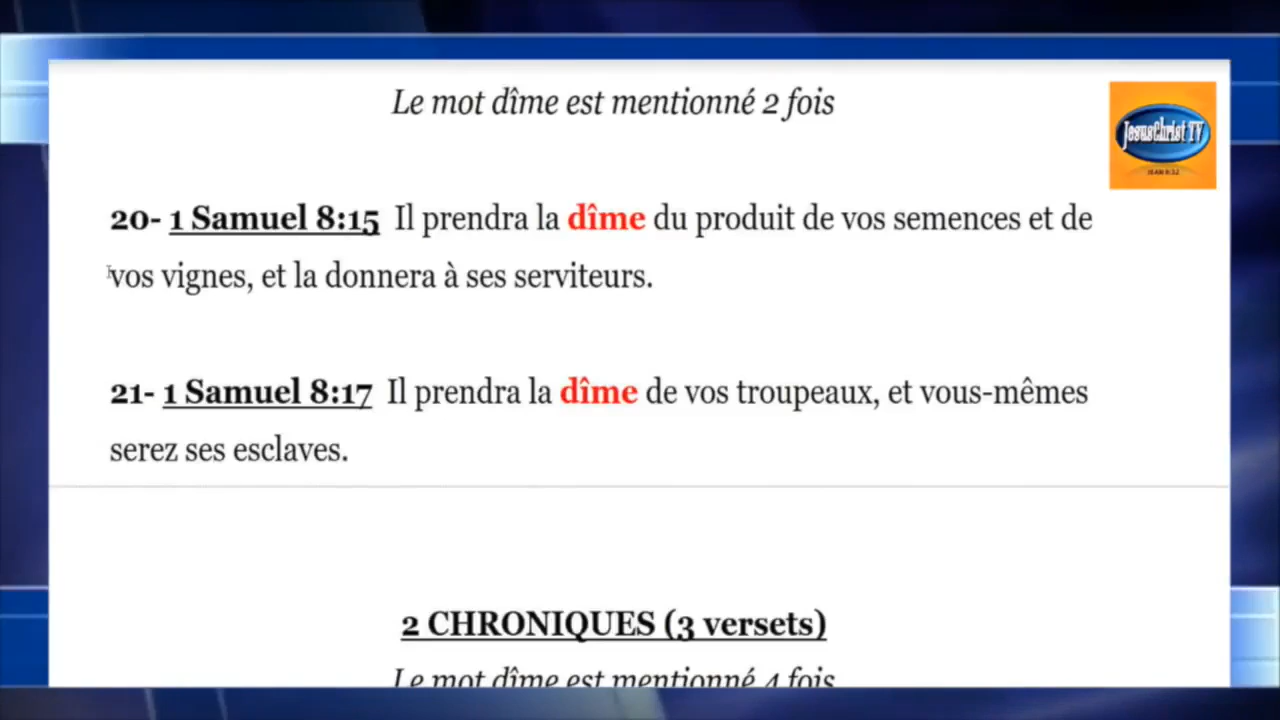 Le mot dîme est mentionné 2 fois
JesusChrist TV
20- 1 Samuel 8:15 Il prendra la dîme du produit de vos semences et de
vos vignes, et la donnera à ses serviteurs.
21- 1 Samuel 8:17 Il prendra la dîme de vos troupeaux, et vous-mêmes
serez ses esclaves.
2 CHRONIQUES (3 versets)
Le mot dîme est mentionné 4 fois